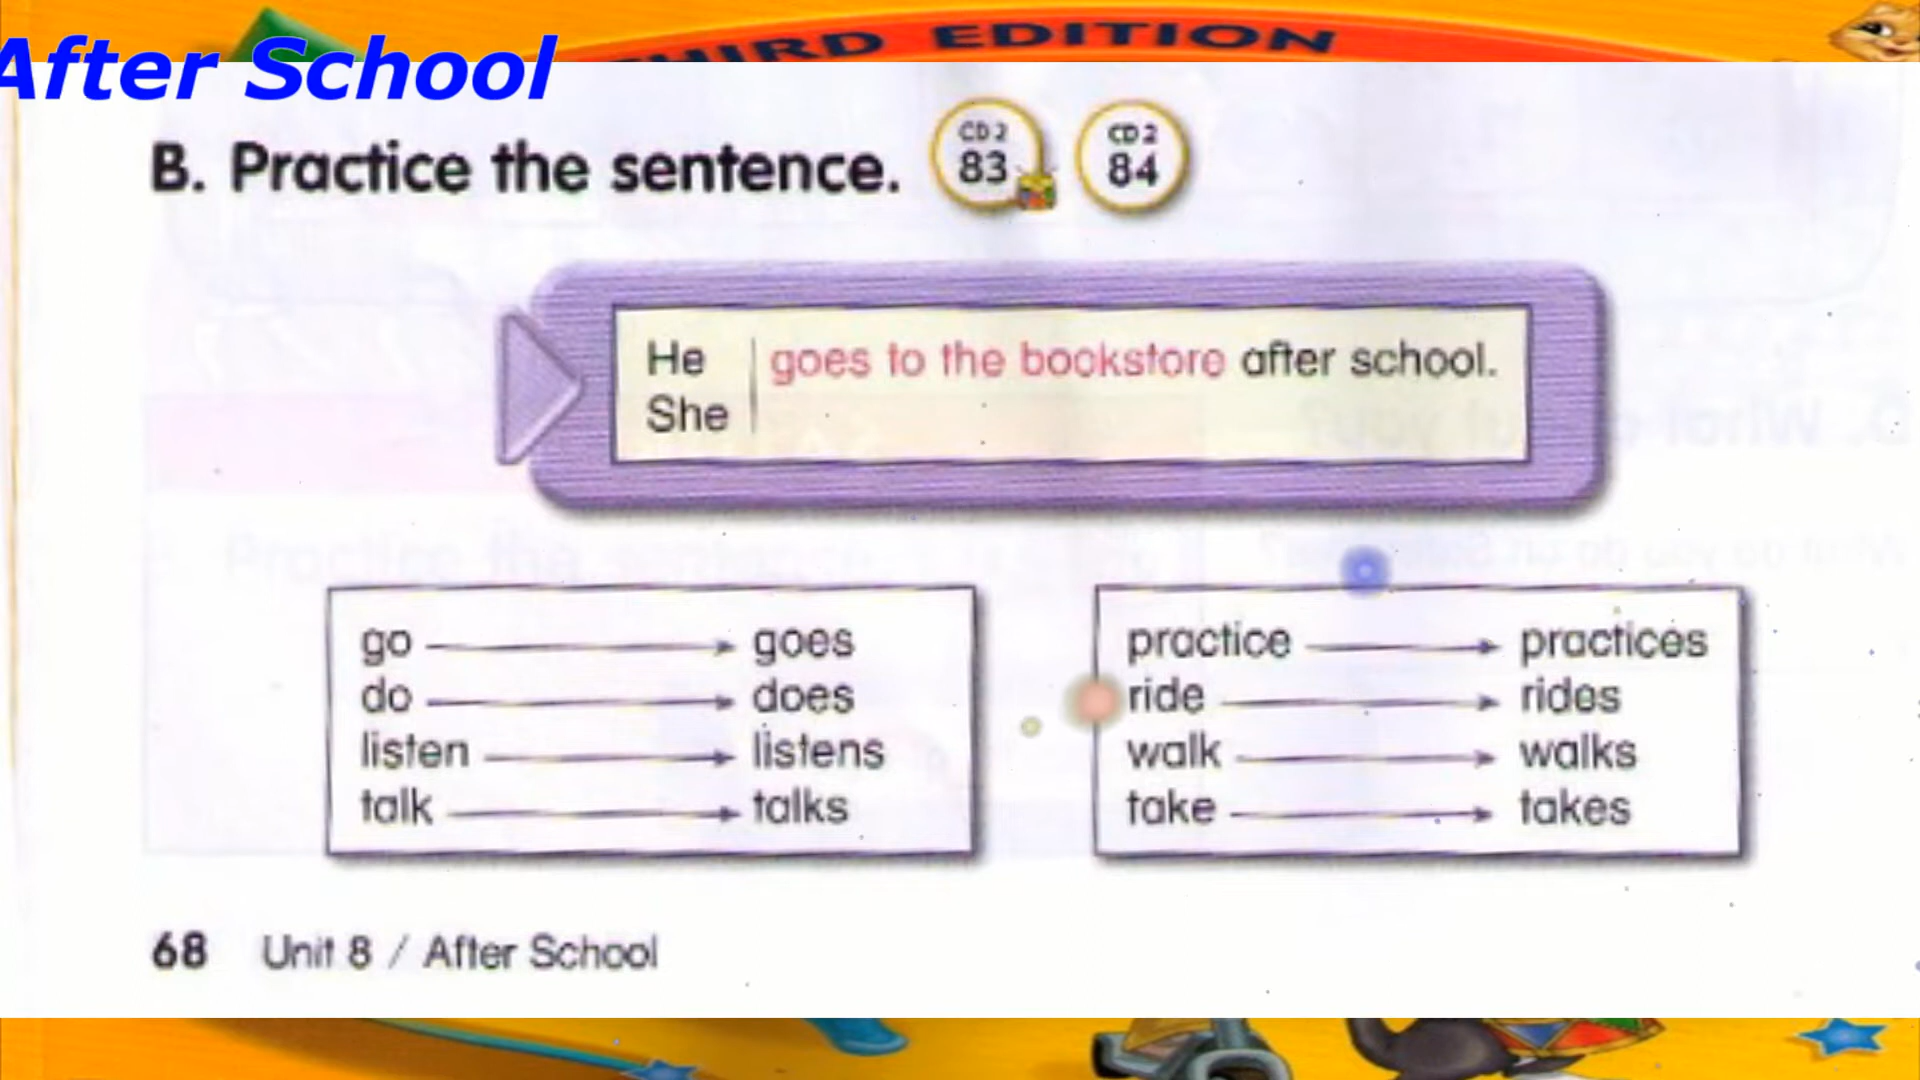 THIRD EDITION
After School
B. Practice the sentence.
CD 2
83
CD 2
84
He
She
goes to the bookstore after school.
go → goes
do → does
listen → listens
talk → talks
practice → practices
ride → rides
walk → walks
take → takes
68 Unit 8 / After School